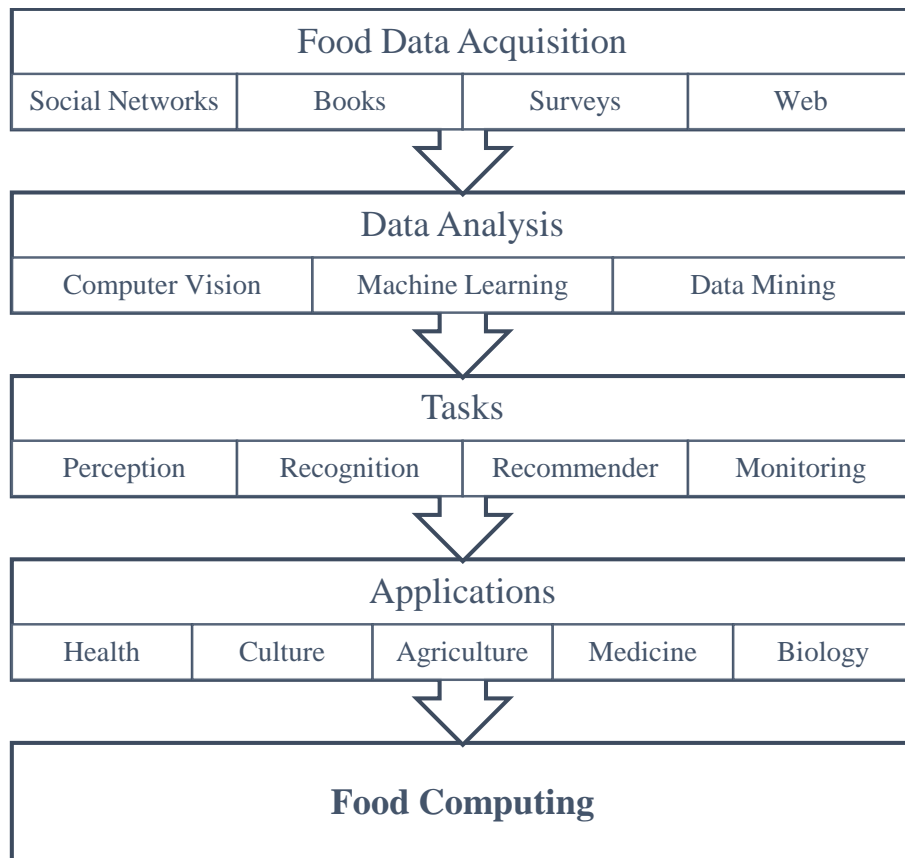 Food Data Acquisition
Social Networks Books Surveys Web
Data Analysis
Computer Vision Machine Learning Data Mining
Tasks
Perception Recognition Recommender Monitoring
Applications
Health Culture Agriculture Medicine Biology
Food Computing